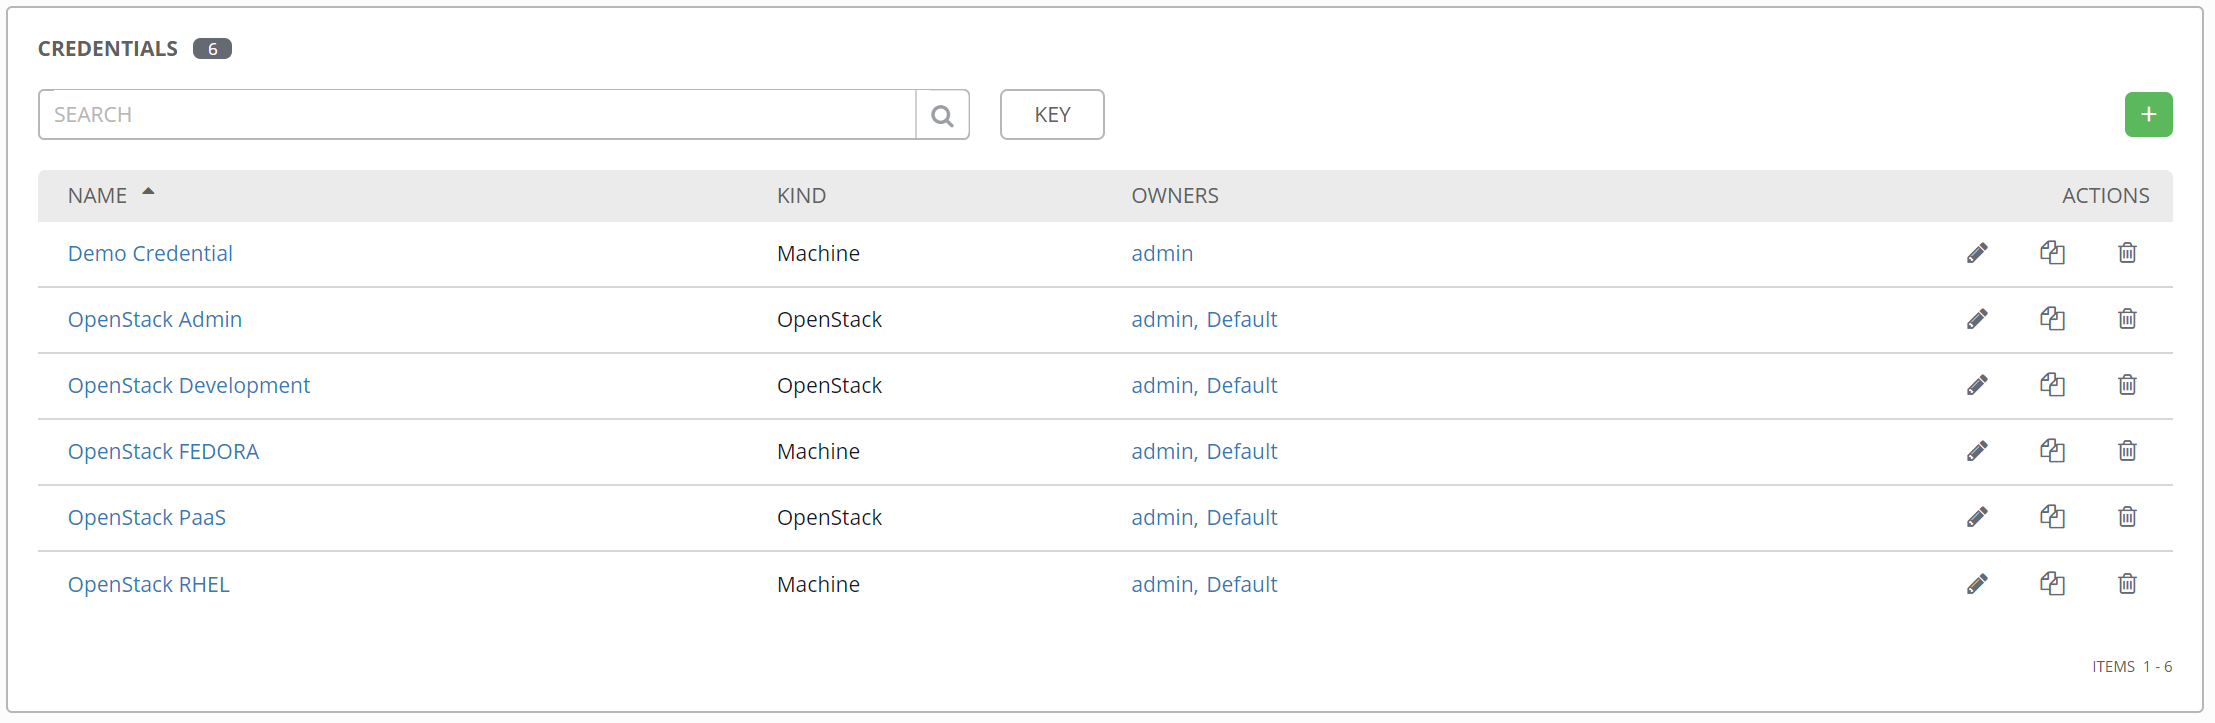 CREDENTIALS 6
SEARCH KEY +
NAME KIND OWNERS ACTIONS
Demo Credential Machine admin
OpenStack Admin OpenStack admin, Default
OpenStack Development OpenStack admin, Default
OpenStack FEDORA Machine admin, Default
OpenStack PaaS OpenStack admin, Default
OpenStack RHEL Machine admin, Default
ITEMS 1 - 6